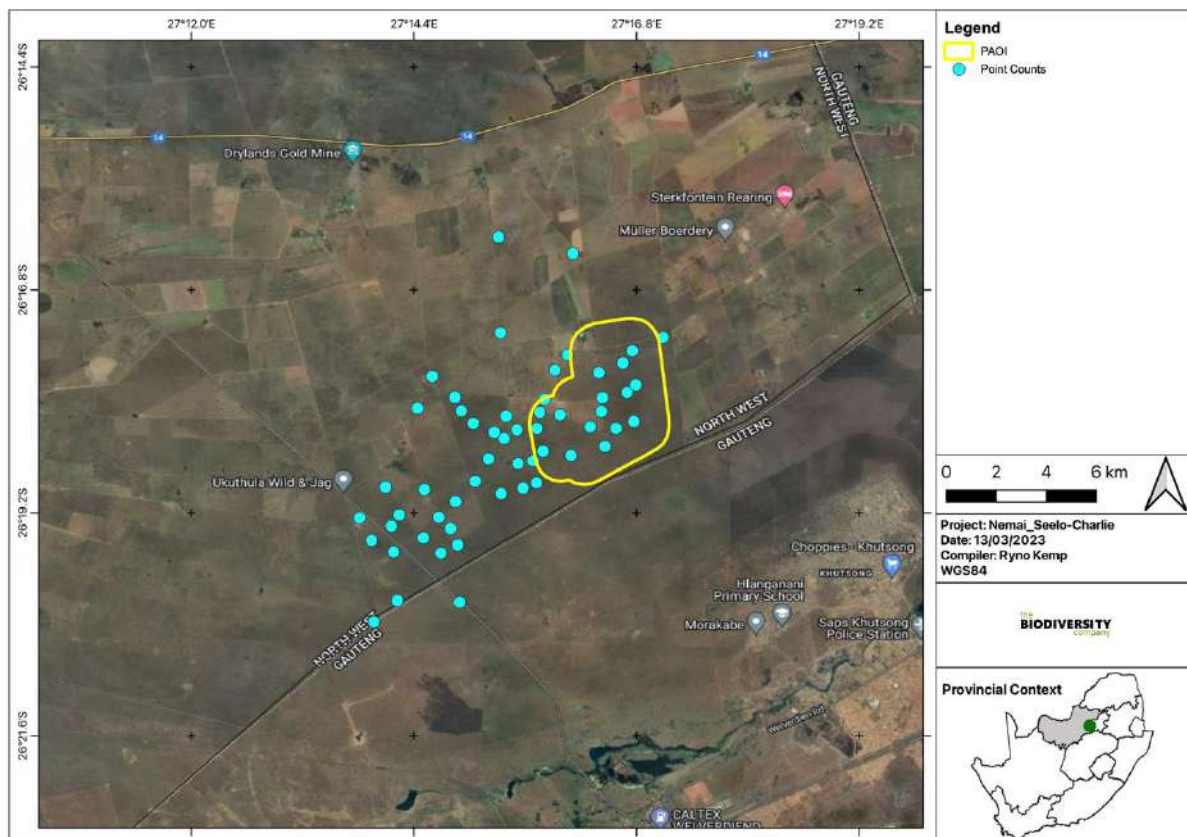 27°12.0'E
27°14.4'E
27°16.8'E
27°19.2'E
26°14.4'S
26°16.8'S
26°19.2'S
26°21.6'S
14
14
14
GAUTENG
NORTH WEST
Drylands Gold Mine
Sterkfontein Rearing
Müller Boerdery
NORTH WEST
GAUTENG
Ukuthula Wild & Jag
Choppies - Khutsong
KHUTSONG
Hlanganani
Primary School
Morakabe
Saps Khutsong
Police Station
NORTH WEST
GAUTENG
Welverdien Rd
CALTEX
WELVERDIEND
Legend
PAOI
Point Counts
0 2 4 6 km
Project: Nemai_Seelo-Charlie
Date: 13/03/2023
Compiler: Ryno Kemp
WGS84
the
BIODIVERSITY
company
Provincial Context